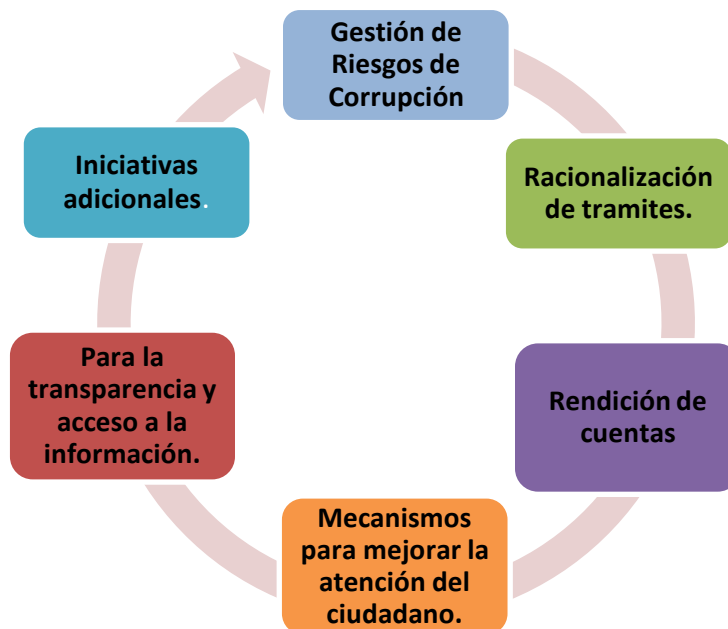 Gestión de
Riesgos de
Corrupción
Racionalización
de tramites.
Rendición de
cuentas
Mecanismos
para mejorar la
atención del
ciudadano.
Para la
transparencia y
acceso a la
información.
Iniciativas
adicionales.